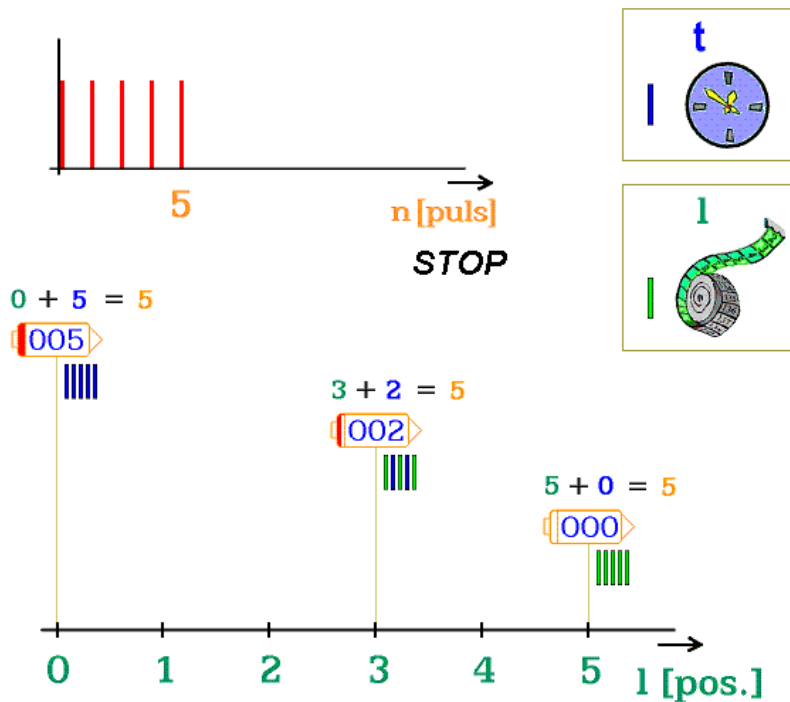 t
5
n [puls]
l
STOP
0 + 5 = 5
005
3 + 2 = 5
002
5 + 0 = 5
000
0 1 2 3 4 5
l [pos.]